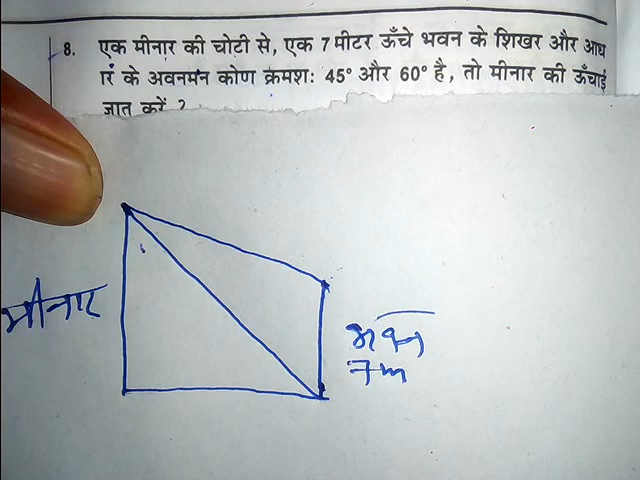 8. एक मीनार की चोटी से, एक 7 मीटर ऊँचे भवन के शिखर और आध
ार के अवनमन कोण क्रमशः 45° और 60° है, तो मीनार की ऊँचाई
ज्ञात करें ?
मीनार
भवन
7m